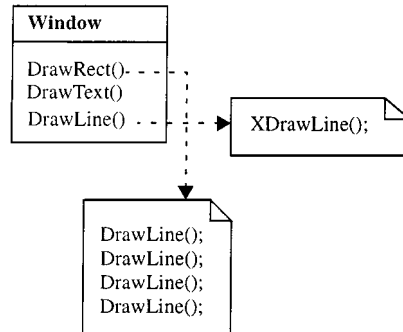 Window
DrawRect()
DrawText()
DrawLine()
XDrawLine();
DrawLine();
DrawLine();
DrawLine();
DrawLine();